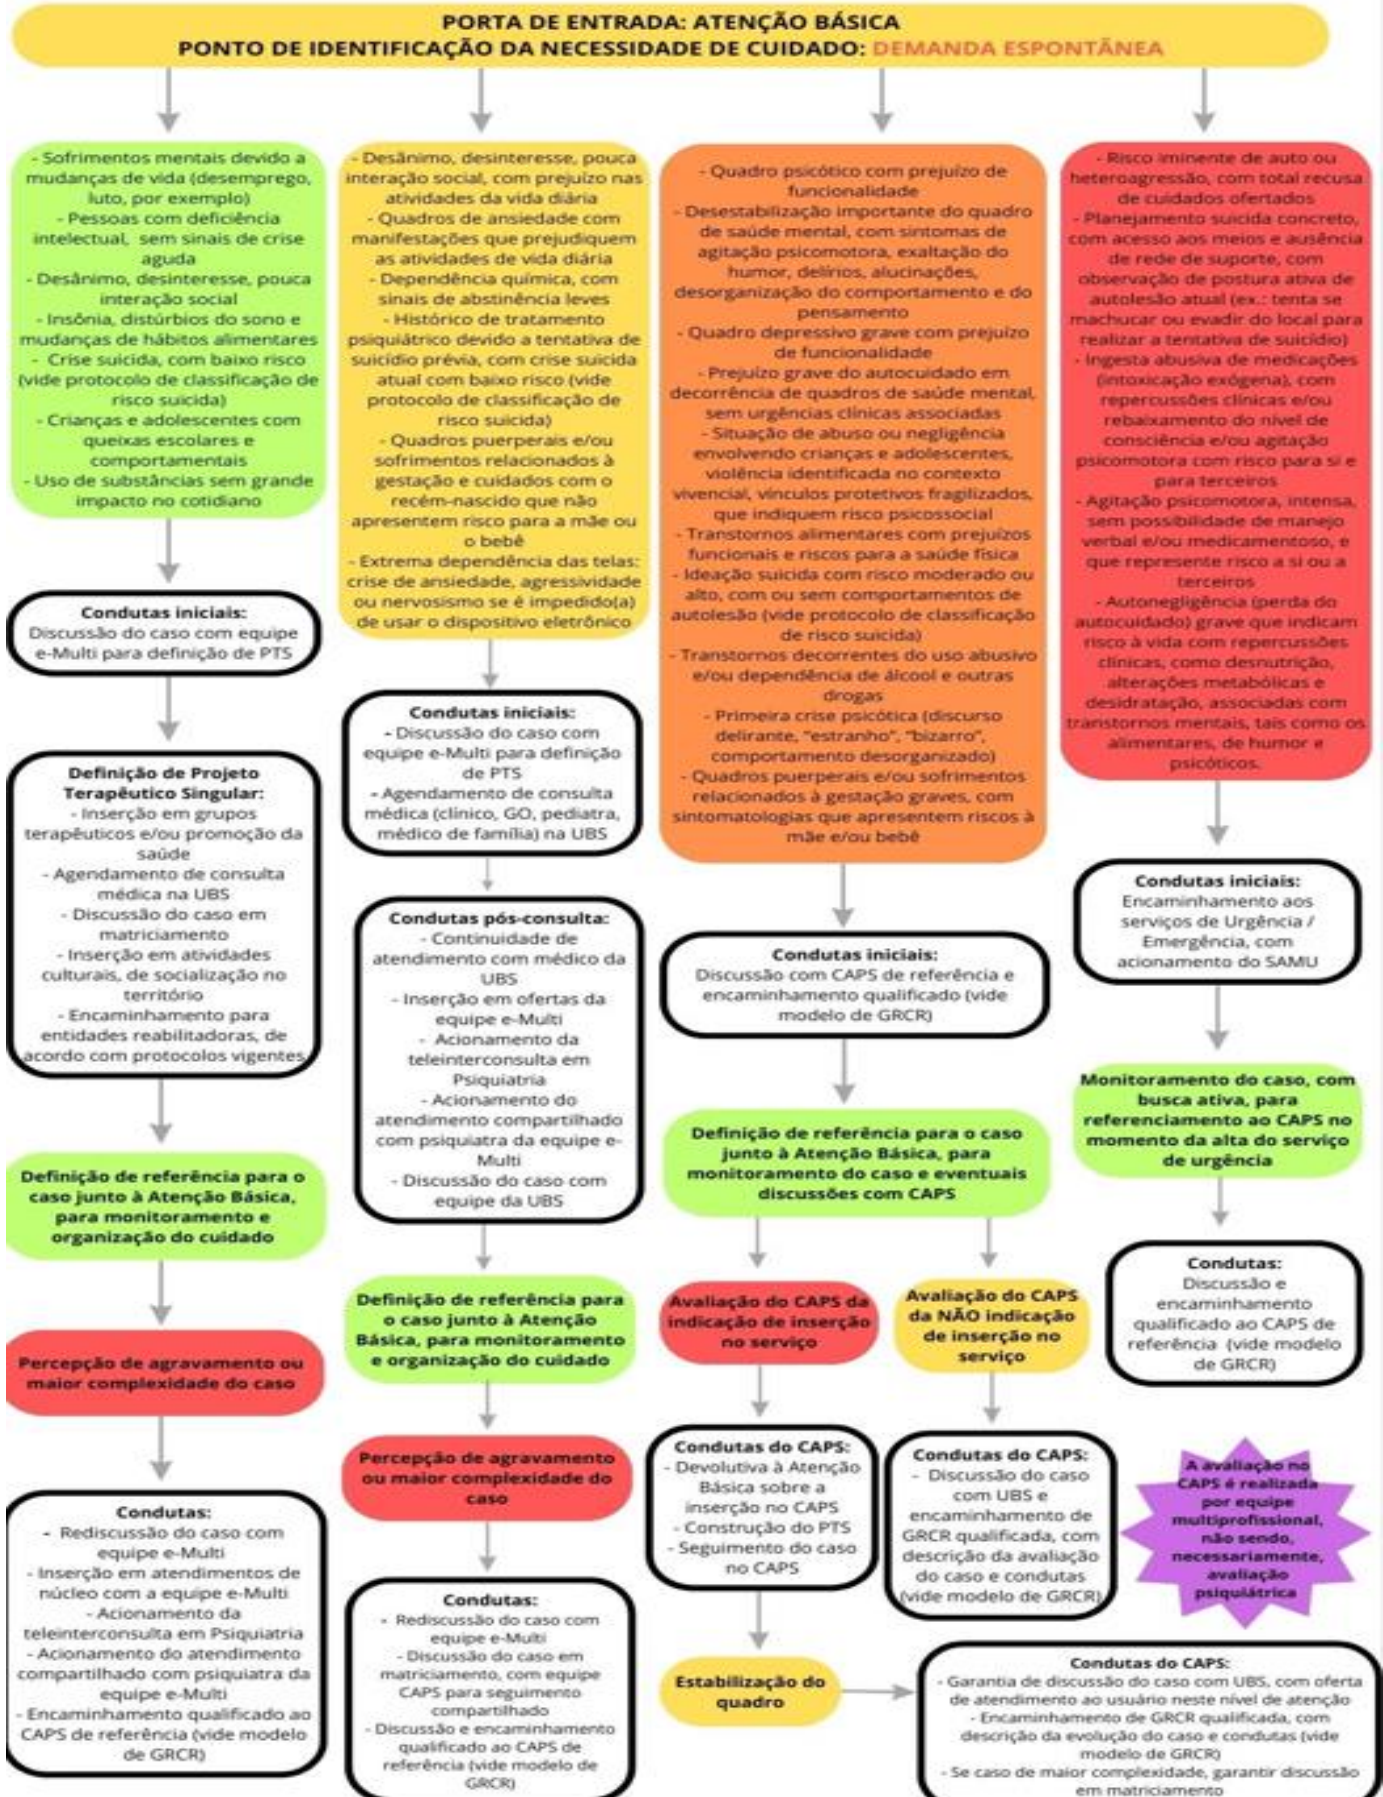 PORTA DE ENTRADA: ATENÇÃO BÁSICA
PONTO DE IDENTIFICAÇÃO DA NECESSIDADE DE CUIDADO: DEMANDA ESPONTÂNEA
- Sofrimentos mentais devido a
mudanças de vida (desemprego,
luto, por exemplo)
- Pessoas com deficiência
intelectual, sem sinais de crise
aguda
- Desânimo, desinteresse, pouca
interação social
- Insônia, distúrbios do sono e
mudanças de hábitos alimentares
- Crise suicida, com baixo risco
(vide protocolo de classificação de
risco suicida)
- Crianças e adolescentes com
queixas escolares e
comportamentais
- Uso de substâncias sem grande
impacto no cotidiano
Condutas iniciais:
Discussão do caso com equipe
e-Multi para definição de PTS
Definição de Projeto
Terapêutico Singular:
- Inserção em grupos
terapêuticos e/ou promoção da
saúde
- Agendamento de consulta
médica na UBS
- Discussão do caso em
matriciamento
- Inserção em atividades
culturais, de socialização no
território
- Encaminhamento para
entidades reabilitadoras, de
acordo com protocolos vigentes
Definição de referência para o
caso junto à Atenção Básica,
para monitoramento e
organização do cuidado
Percepção de agravamento ou
maior complexidade do caso
Condutas:
- Rediscussão do caso com
equipe e-Multi
- Inserção em atendimentos de
núcleo com a equipe e-Multi
- Acionamento da
teleinterconsulta em Psiquiatria
- Acionamento do atendimento
compartilhado com psiquiatra da
equipe e-Multi
- Encaminhamento qualificado ao
CAPS de referência (vide modelo
de GRCR)
- Desânimo, desinteresse, pouca
interação social, com prejuízo nas
atividades da vida diária
- Quadros de ansiedade com
manifestações que prejudiquem
as atividades de vida diária
- Dependência química, com
sinais de abstinência leves
- Histórico de tratamento
psiquiátrico devido a tentativa de
suicídio prévia, com crise suicida
atual com baixo risco (vide
protocolo de classificação de
risco suicida)
- Quadros puerperais e/ou
sofrimentos relacionados à
gestação e cuidados com o
recém-nascido que não
apresentem risco para a mãe ou
o bebê
- Extrema dependência das telas:
crise de ansiedade, agressividade
ou nervosismo se é impedido(a)
de usar o dispositivo eletrônico
Condutas iniciais:
- Discussão do caso com
equipe e-Multi para definição
de PTS
- Agendamento de consulta
médica (clínico, GO, pediatra,
médico de família) na UBS
Condutas pós-consulta:
- Continuidade de
atendimento com médico da
UBS
- Inserção em ofertas da
equipe e-Multi
- Acionamento da
teleinterconsulta em
Psiquiatria
- Acionamento do
atendimento compartilhado
com psiquiatra da equipe e-
Multi
- Discussão do caso com
equipe da UBS
Definição de referência para
o caso junto à Atenção
Básica, para monitoramento
e organização do cuidado
Percepção de agravamento
ou maior complexidade do
caso
Condutas:
- Rediscussão do caso com
equipe e-Multi
- Discussão do caso em
matriciamento, com equipe
CAPS para seguimento
compartilhado
- Discussão e encaminhamento
qualificado ao CAPS de
referência (vide modelo de
GRCR)
- Quadro psicótico com prejuízo de
funcionalidade
- Desestabilização importante do quadro
de saúde mental, com sintomas de
agitação psicomotora, exaltação do
humor, delírios, alucinações,
desorganização do comportamento e do
pensamento
- Quadro depressivo grave com prejuízo
de funcionalidade
- Prejuízo grave do autocuidado em
decorrência de quadros de saúde mental,
sem urgências clínicas associadas
- Situação de abuso ou negligência
envolvendo crianças e adolescentes,
violência identificada no contexto
vivencial, vínculos protetivos fragilizados,
que indiquem risco psicossocial
- Transtornos alimentares com prejuízos
funcionais e riscos para a saúde física
- Ideação suicida com risco moderado ou
alto, com ou sem comportamentos de
autolesão (vide protocolo de classificação
de risco suicida)
- Transtornos decorrentes do uso abusivo
e/ou dependência de álcool e outras
drogas
- Primeira crise psicótica (discurso
delirante, "estranho", "bizarro",
comportamento desorganizado)
- Quadros puerperais e/ou sofrimentos
relacionados à gestação graves, com
sintomatologias que apresentem riscos à
mãe e/ou bebê
Condutas iniciais:
Discussão com CAPS de referência e
encaminhamento qualificado (vide
modelo de GRCR)
Definição de referência para o caso
junto à Atenção Básica, para
monitoramento do caso e eventuais
discussões com CAPS
Avaliação do CAPS da
indicação de inserção
no serviço
Condutas do CAPS:
- Devolutiva à Atenção
Básica sobre a
inserção no CAPS
- Construção do PTS
- Seguimento do caso
no CAPS
Estabilização do
quadro
Avaliação do CAPS
da NÃO indicação
de inserção no
serviço
Condutas do CAPS:
- Discussão do caso
com UBS e
encaminhamento de
GRCR qualificada, com
descrição da avaliação
do caso e condutas
(vide modelo de GRCR)
Condutas do CAPS:
- Garantia de discussão do caso com UBS, com oferta
de atendimento ao usuário neste nível de atenção
- Encaminhamento de GRCR qualificada, com
descrição da evolução do caso e condutas (vide
modelo de GRCR)
- Se caso de maior complexidade, garantir discussão
em matriciamento
- Risco iminente de auto ou
heteroagressão, com total recusa
de cuidados ofertados
- Planejamento suicida concreto,
com acesso aos meios e ausência
de rede de suporte, com
observação de postura ativa de
autolesão atual (ex.: tenta se
machucar ou evadir do local para
realizar a tentativa de suicídio)
- Ingesta abusiva de medicações
(intoxicação exógena), com
repercussões clínicas e/ou
rebaixamento do nível de
consciência e/ou agitação
psicomotora com risco para si e
para terceiros
- Agitação psicomotora, intensa,
sem possibilidade de manejo
verbal e/ou medicamentoso, e
que represente risco a si ou a
terceiros
- Autonegligência (perda do
autocuidado) grave que indicam
risco à vida com repercussões
clínicas, como desnutrição,
alterações metabólicas e
desidratação, associadas com
transtornos mentais, tais como os
alimentares, de humor e
psicóticos.
Condutas iniciais:
Encaminhamento aos
serviços de Urgência /
Emergência, com
acionamento do SAMU
Monitoramento do caso, com
busca ativa, para
referenciamento ao CAPS no
momento da alta do serviço
de urgência
Condutas:
Discussão e
encaminhamento
qualificado ao CAPS de
referência (vide modelo
de GRCR)
A avaliação no
CAPS é realizada
por equipe
multiprofissional,
não sendo,
necessariamente,
avaliação
psiquiátrica